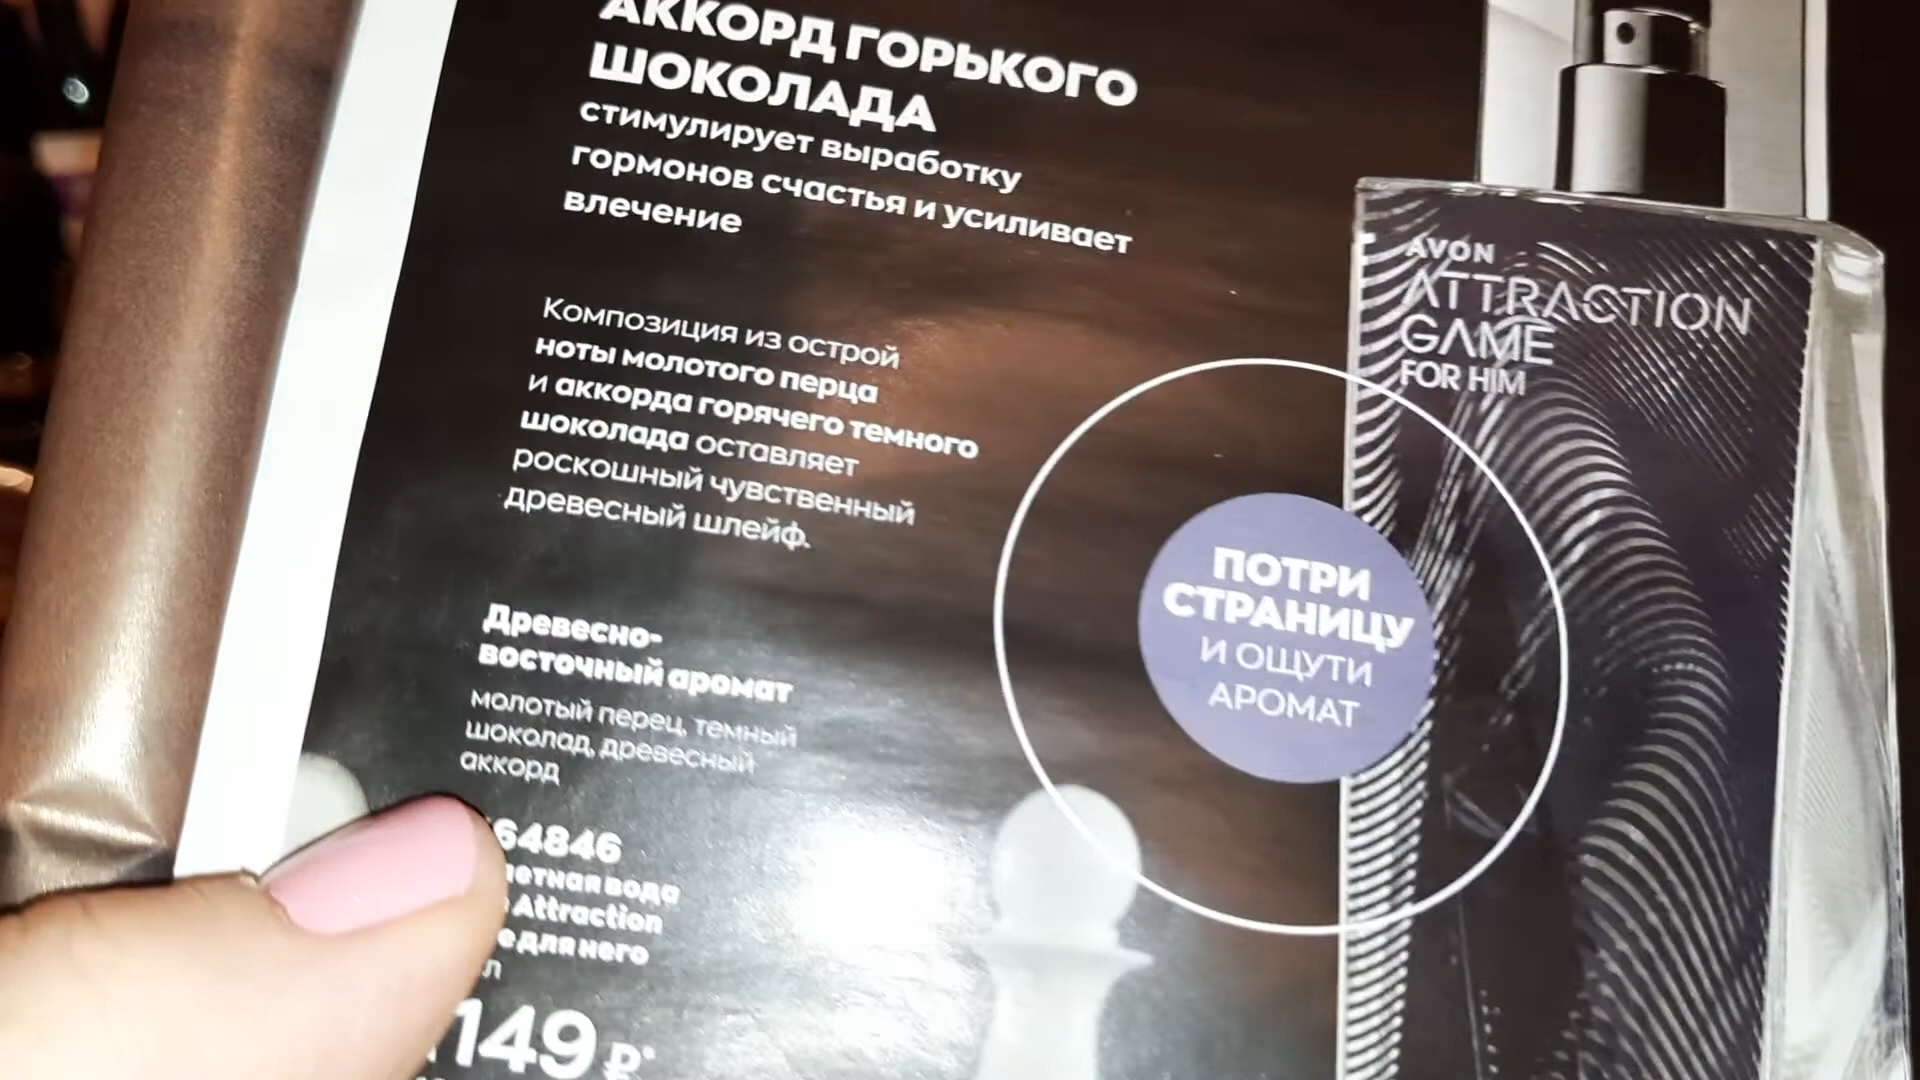 АККОРД ГОРЬКОГО
ШОКОЛАДА
стимулирует выработку
гормонов счастья и усиливает
влечение
Композиция из острой
ноты молотого перца
и аккорда горячего темного
шоколада оставляет
роскошный чувственный
древесный шлейф.
Древесно-
восточный аромат
молотый перец, темный
шоколад, древесный
аккорд
64846
вода
Attraction
для него
149 ₽*
AVON
ATTRACTION
GAME
FOR HIM
ПОТРИ
СТРАНИЦУ
И ОЩУТИ
АРОМАТ